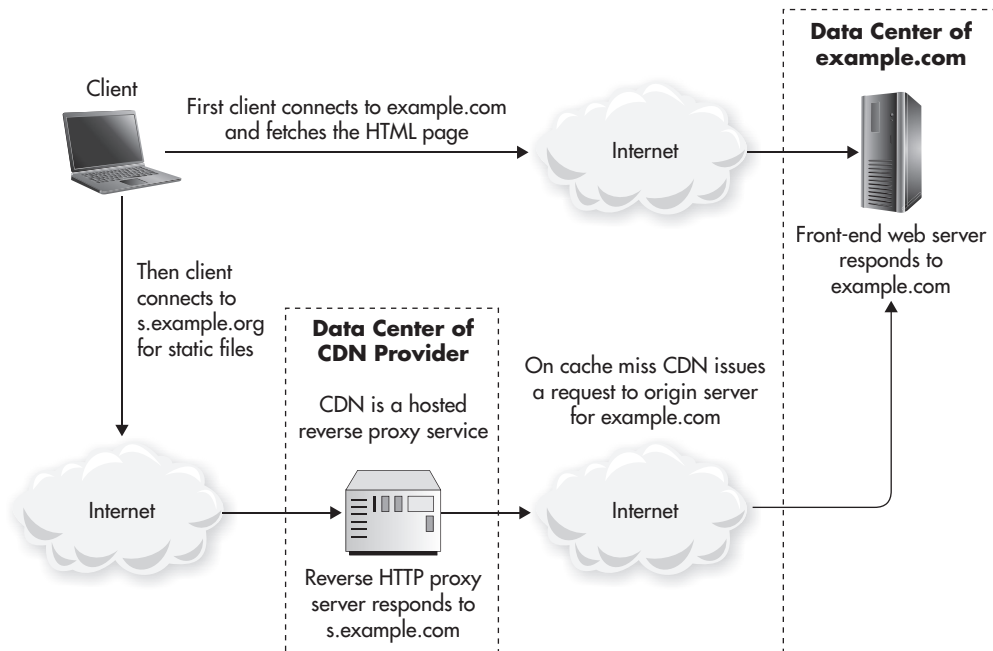 Data Center of
example.com
Client
First client connects to example.com
and fetches the HTML page
Internet
Front-end web server
responds to
example.com
Then client
connects to
s.example.org
for static files
Data Center of
CDN Provider
CDN is a hosted
reverse proxy service
On cache miss CDN issues
a request to origin server
for example.com
Internet
Internet
Reverse HTTP proxy
server responds to
s.example.com